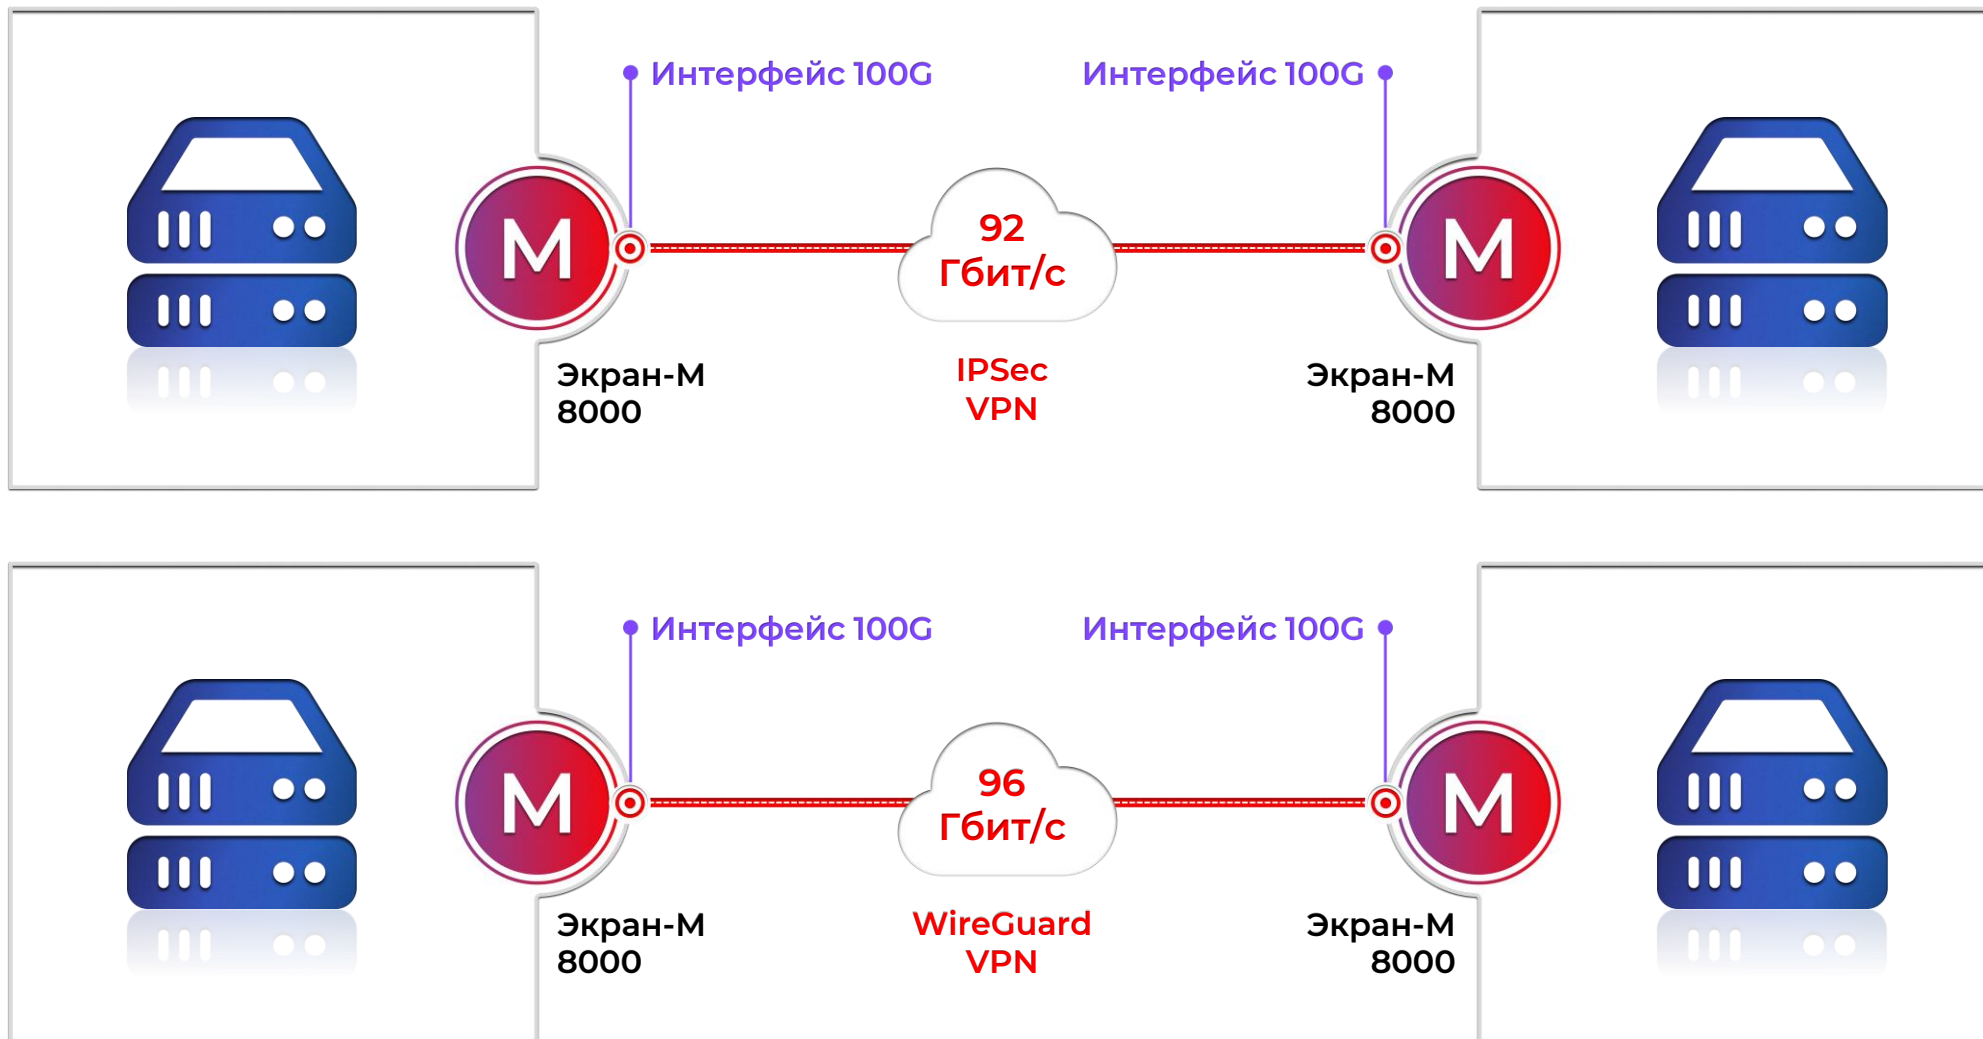 Интерфейс 100G
Интерфейс 100G
М
92
Гбит/с
М
Экран-М
8000
IPSec
VPN
Экран-М
8000
Интерфейс 100G
Интерфейс 100G
М
96
Гбит/с
М
Экран-М
8000
WireGuard
VPN
Экран-М
8000